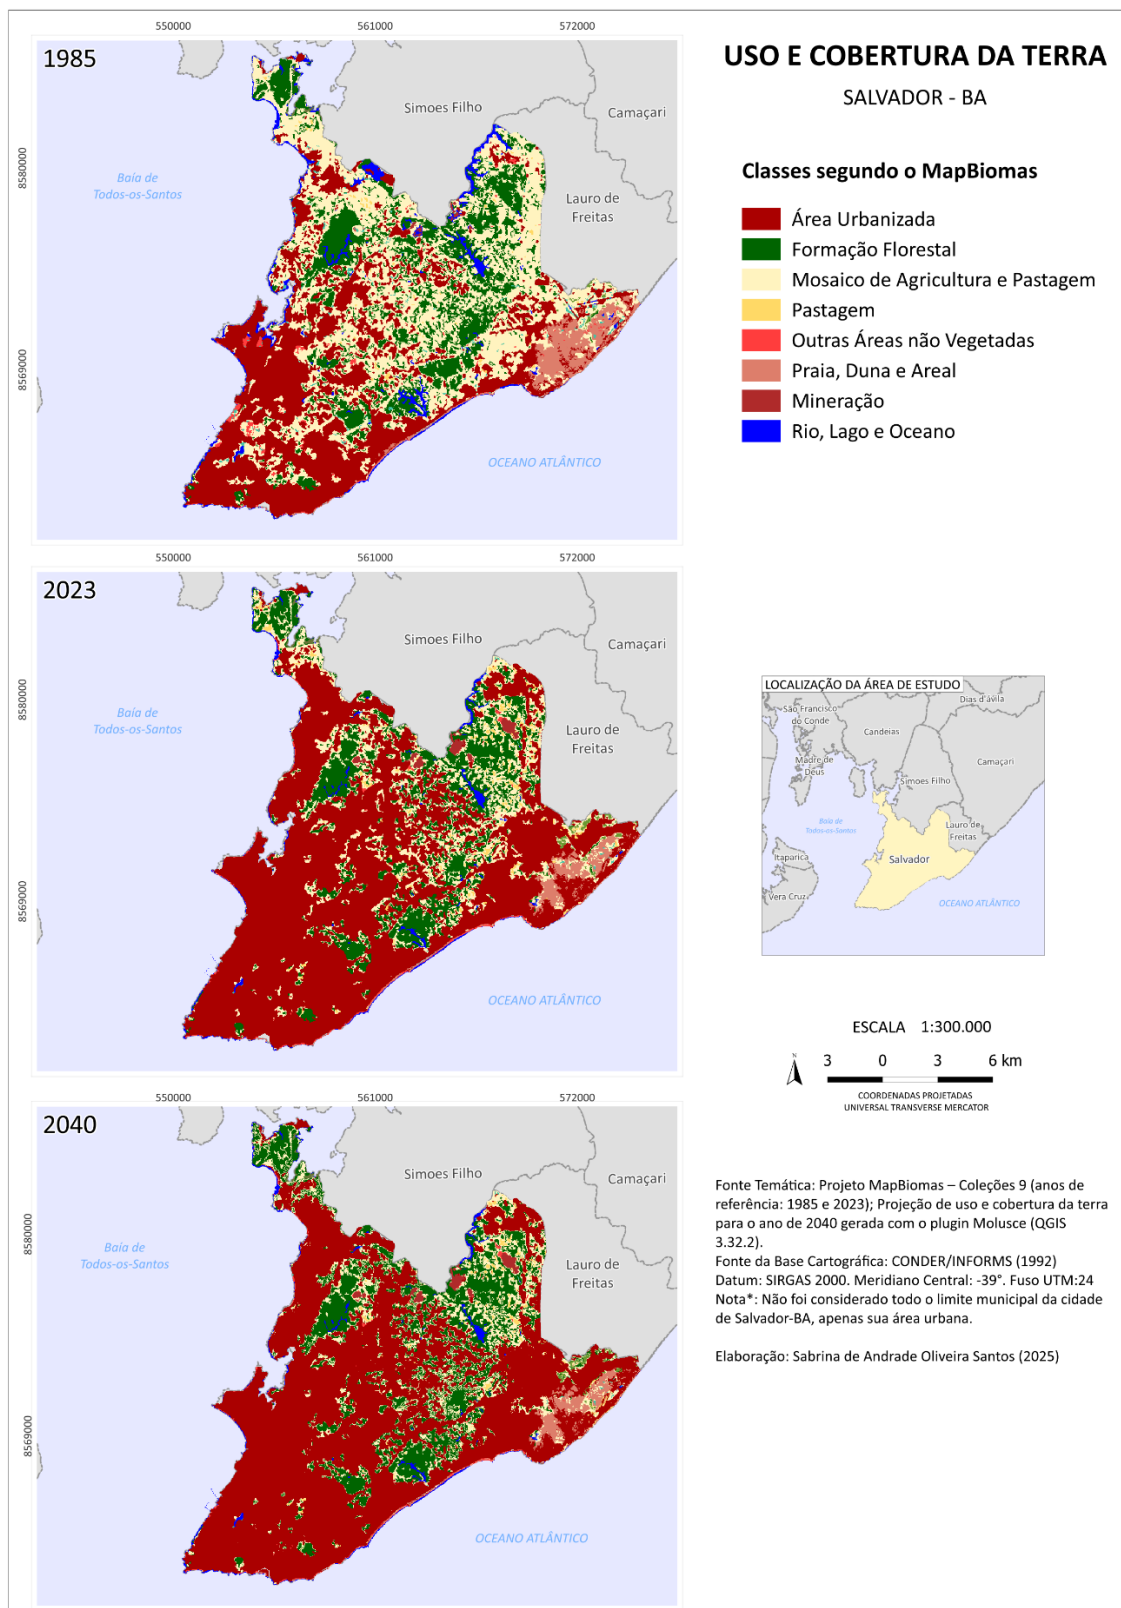 USO E COBERTURA DA TERRA
SALVADOR - BA
Classes segundo o MapBiomas
Área Urbanizada
Formação Florestal
Mosaico de Agricultura e Pastagem
Pastagem
Outras Áreas não Vegetadas
Praia, Duna e Areal
Mineração
Rio, Lago e Oceano
550000
561000
572000
1985
Simoes Filho
Camaçari
8580000
Baía de
Todos-os-Santos
Lauro de
Freitas
8569000
OCEANO ATLÂNTICO
550000
561000
572000
2023
Simoes Filho
Camaçari
8580000
Baía de
Todos-os-Santos
Lauro de
Freitas
8569000
OCEANO ATLÂNTICO
550000
561000
572000
2040
Simoes Filho
Camaçari
8580000
Baía de
Todos-os-Santos
Lauro de
Freitas
8569000
OCEANO ATLÂNTICO
LOCALIZAÇÃO DA ÁREA DE ESTUDO
São Francisco
do Conde
Dias d'ávila
Candeias
Camaçari
Madre de
Deus
Simoes Filho
Baía de
Todos-os-Santos
Lauro de
Freitas
Itaparica
Salvador
Vera Cruz
OCEANO ATLÂNTICO
ESCALA 1:300.000
N
3 0 3 6 km
COORDENADAS PROJETADAS
UNIVERSAL TRANSVERSE MERCATOR
Fonte Temática: Projeto MapBiomas – Coleções 9 (anos de
referência: 1985 e 2023); Projeção de uso e cobertura da terra
para o ano de 2040 gerada com o plugin Molusce (QGIS
3.32.2).
Fonte da Base Cartográfica: CONDER/INFORMS (1992)
Datum: SIRGAS 2000. Meridiano Central: -39°. Fuso UTM:24
Nota*: Não foi considerado todo o limite municipal da cidade
de Salvador-BA, apenas sua área urbana.
Elaboração: Sabrina de Andrade Oliveira Santos (2025)